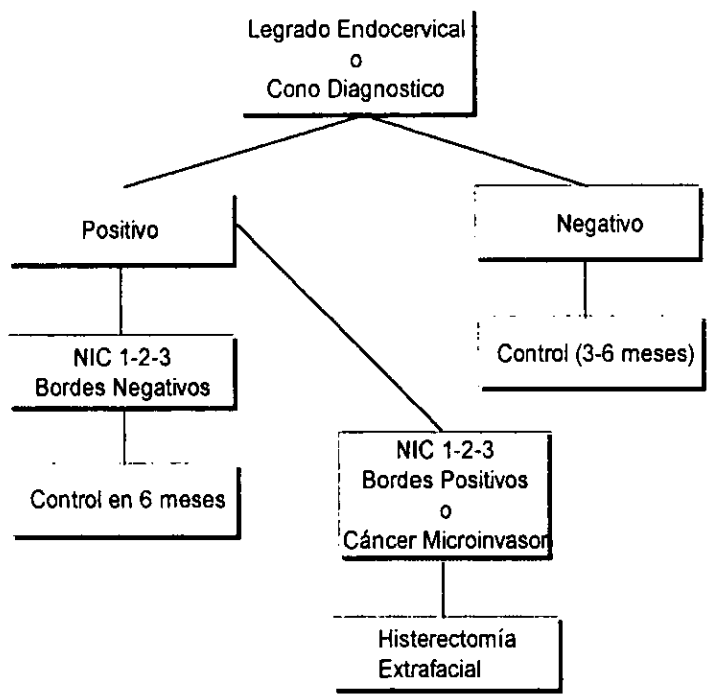 Legrado Endocervical
o
Cono Diagnostico
Positivo
Negativo
NIC 1-2-3
Bordes Negativos
Control (3-6 meses)
Control en 6 meses
NIC 1-2-3
Bordes Positivos
o
Cáncer Microinvasor
Histerectomía
Extrafacial